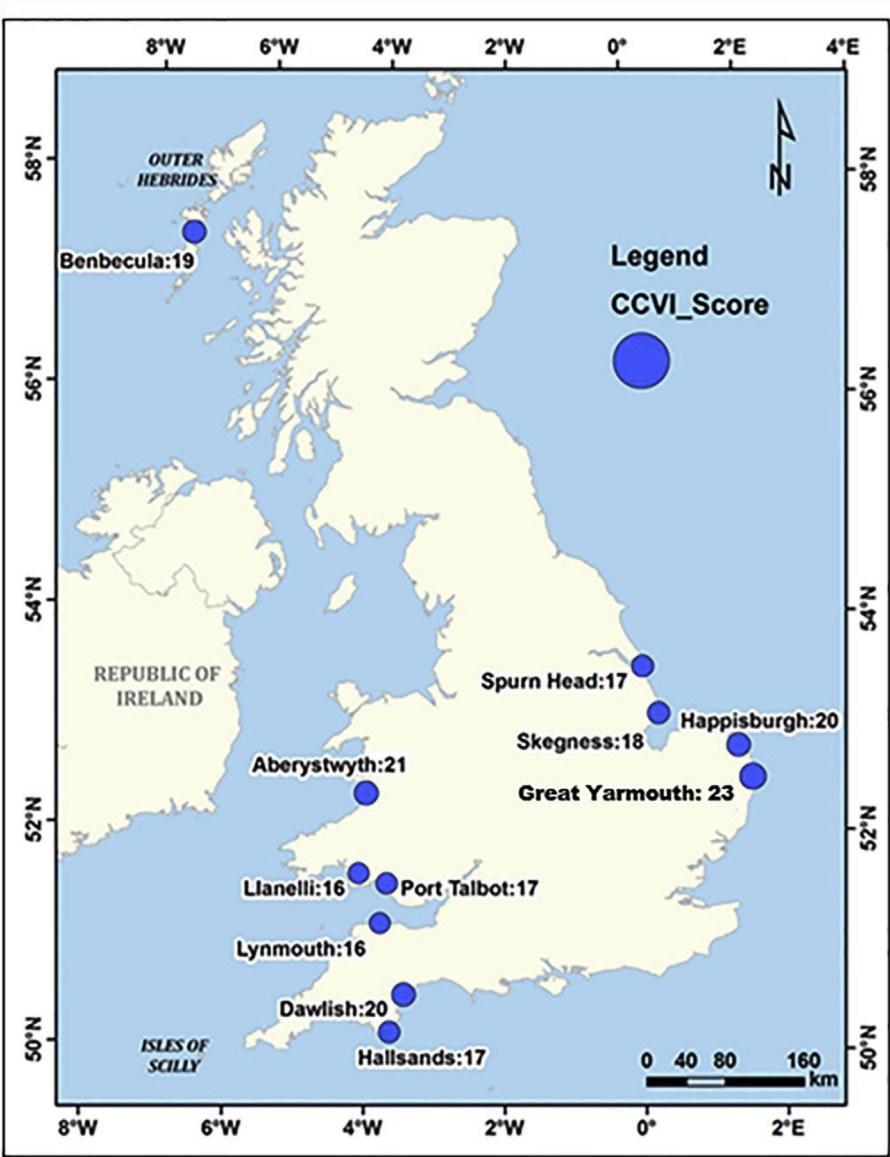 8°W 6°W 4°W 2°W 0° 2°E 4°E
58°N
58°N
OUTER
HEBRIDES
N
Benbecula:19
Legend
CCVI_Score
56°N
56°N
54°N
54°N
REPUBLIC OF
IRELAND
Spurn Head:17
Skegness:18
Happisburgh:20
Aberystwyth:21
Great Yarmouth: 23
52°N
52°N
Llanelli:16
Port Talbot:17
Lynmouth:16
Dawlish:20
Hallsands:17
50°N
50°N
ISLES OF
SCILLY
0 40 80 160
km
8°W 6°W 4°W 2°W 0° 2°E